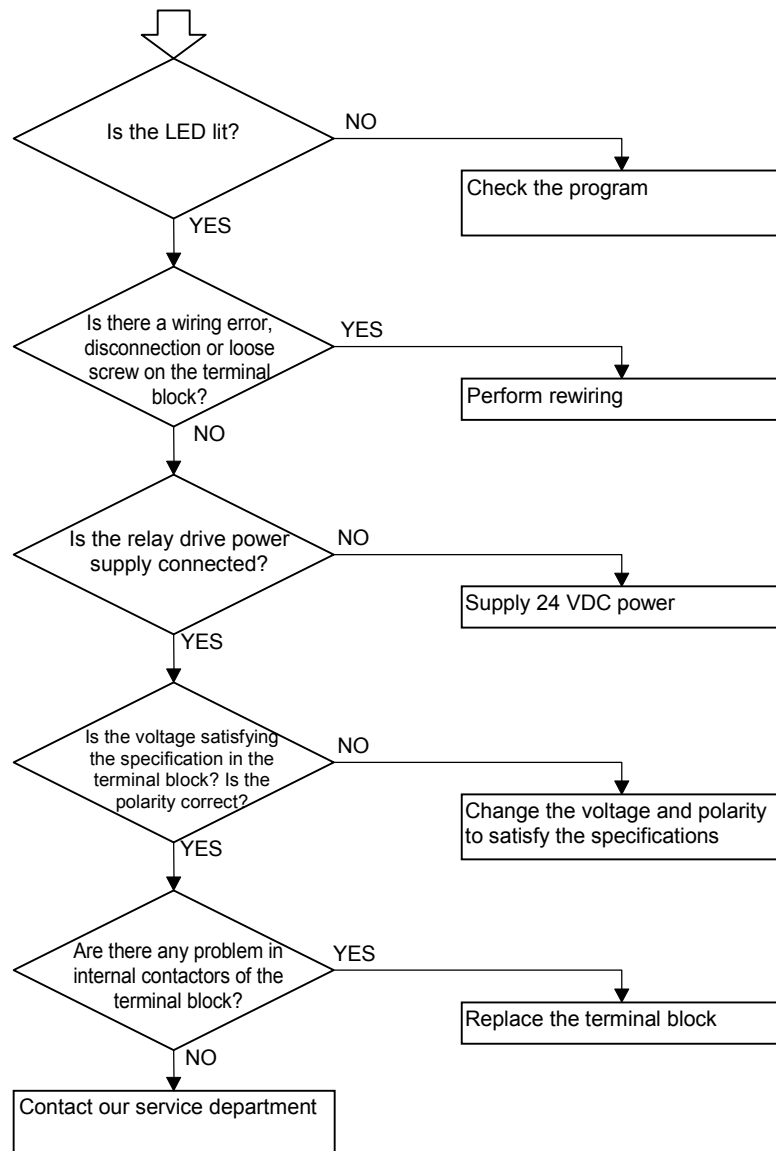 Is the LED lit?
NO
Check the program
YES
Is there a wiring error,
disconnection or loose
screw on the terminal
block?
YES
Perform rewiring
NO
Is the relay drive power
supply connected?
NO
Supply 24 VDC power
YES
Is the voltage satisfying
the specification in the
terminal block? Is the
polarity correct?
NO
Change the voltage and polarity
to satisfy the specifications
YES
Are there any problem in
internal contactors of the
terminal block?
YES
Replace the terminal block
NO
Contact our service department